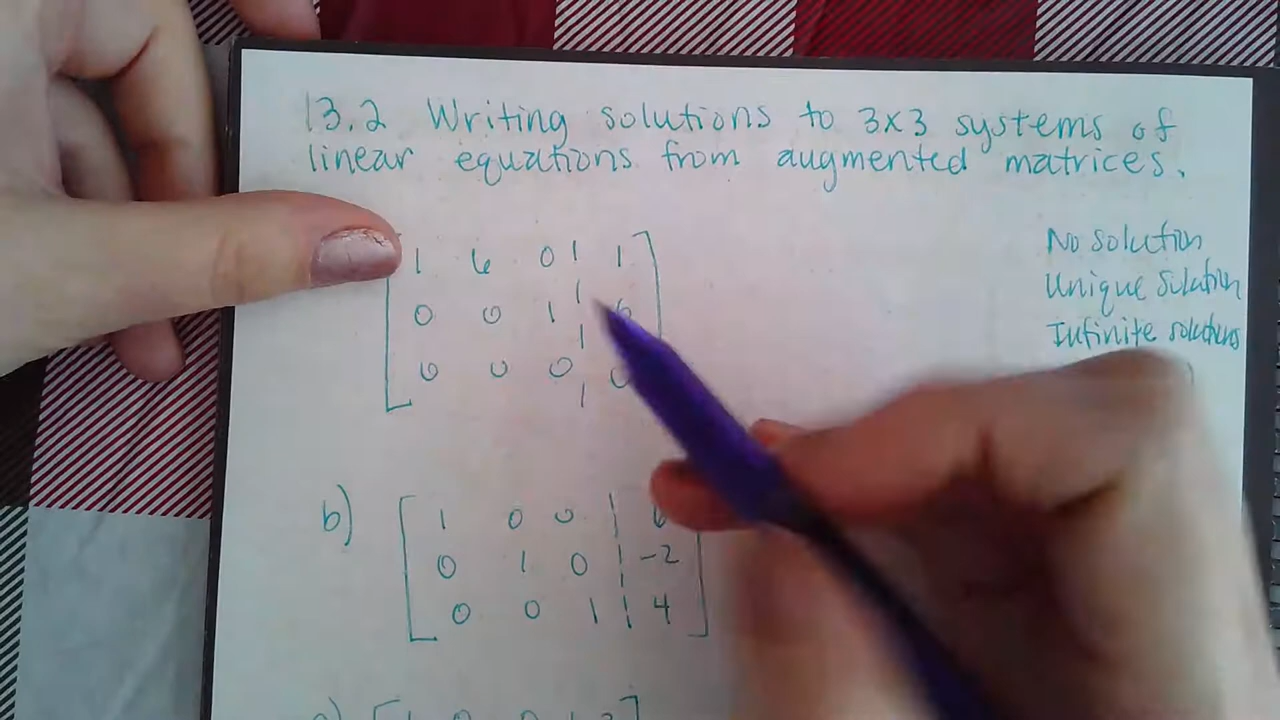 13.2 Writing solutions to 3x3 systems of
linear equations from augmented matrices.
No solution
Unique solution
Infinite solutions
1 6 0 | 1
0 0 1 |
0 0 0 |
b)
1 0 0 |
0 1 0 | -2
0 0 1 | 4